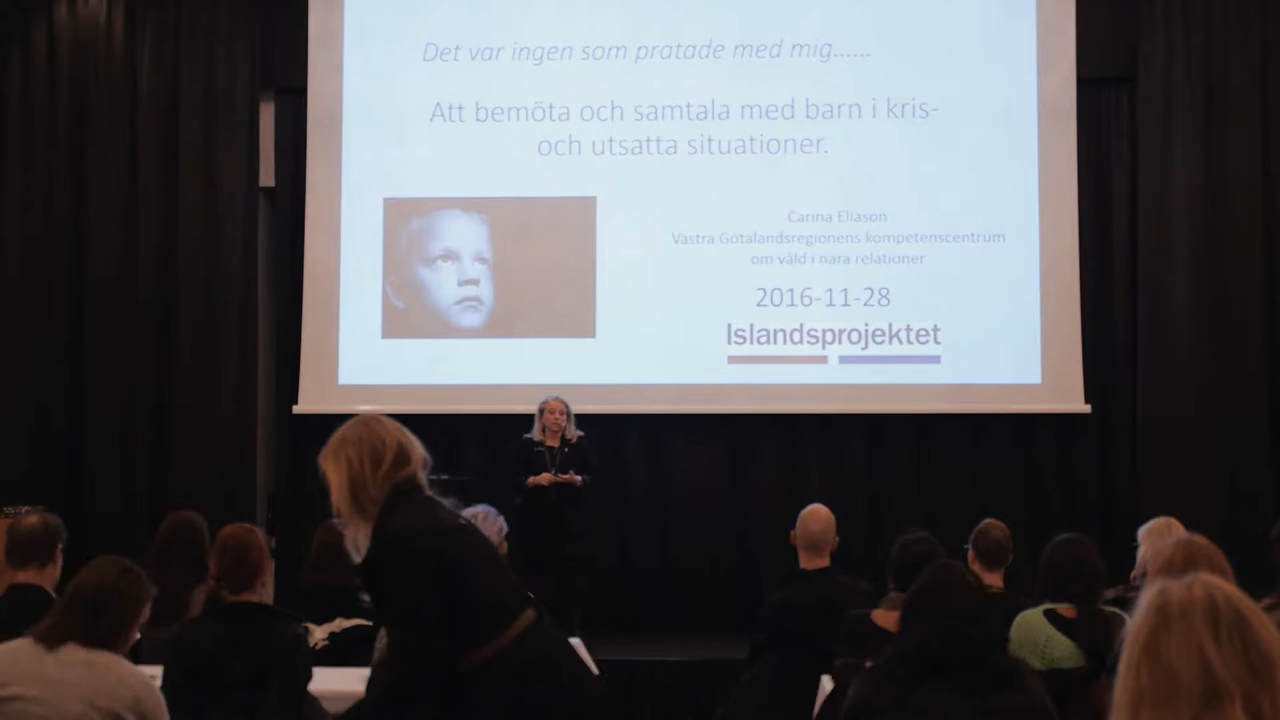 Det var ingen som pratade med mig......
Att bemöta och samtala med barn i kris-
och utsatta situationer.
Carina Eliason
Västra Götalandsregionens kompetenscentrum
om våld i nära relationer
2016-11-28
Islandsprojektet